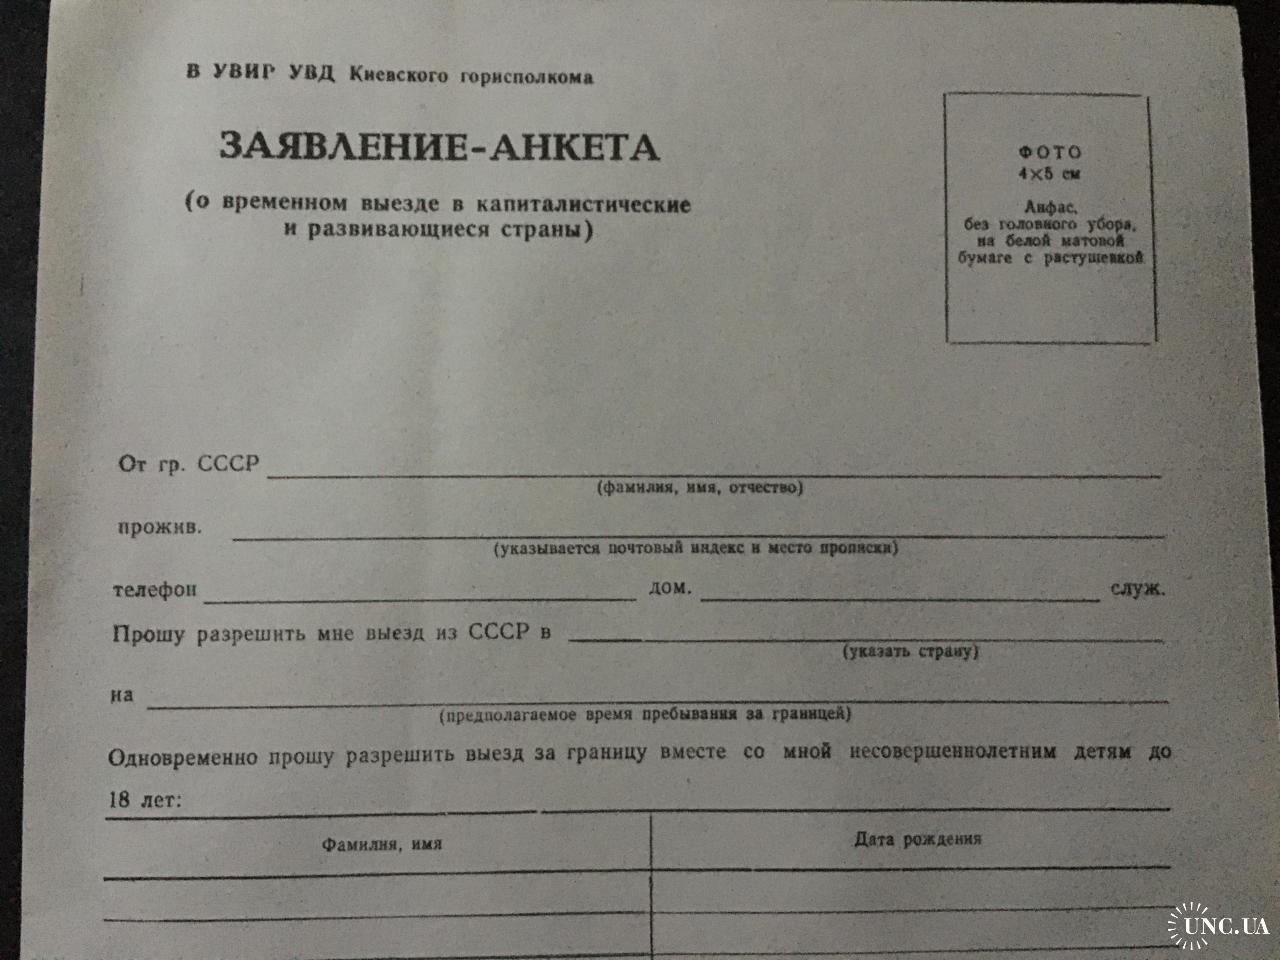 В УВИР УВД Киевского горисполкома
ЗАЯВЛЕНИЕ-АНКЕТА
(о временном выезде в капиталистические
и развивающиеся страны)
ФОТО
4×5 см
Анфас,
без головного убора,
на белой матовой
бумаге с растушевкой
От гр. СССР
(фамилия, имя, отчество)
прожив.
(указывается почтовый индекс и место прописки)
телефон дом. служ.
Прошу разрешить мне выезд из СССР в
(указать страну)
на
(предполагаемое время пребывания за границей)
Одновременно прошу разрешить выезд за границу вместе со мной несовершеннолетним детям до
18 лет:
Фамилия, имя Дата рождения
UNC.UA